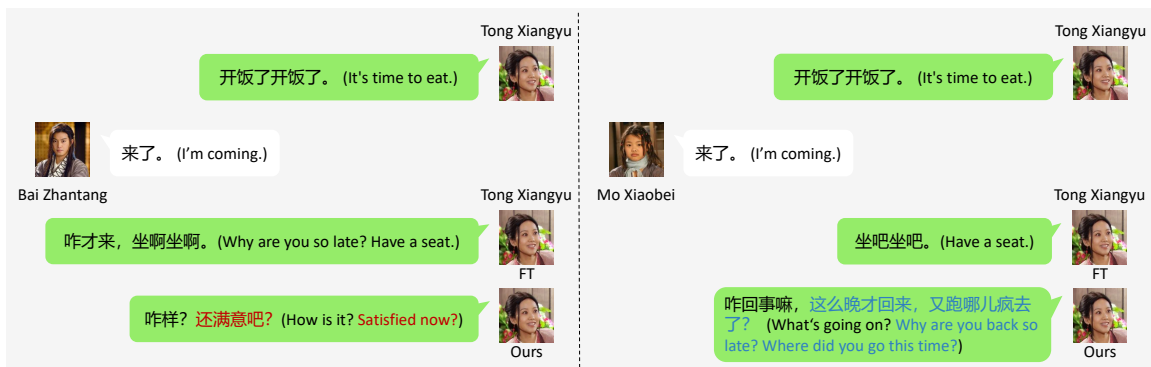 Tong Xiangyu
开饭了开饭了。 (It's time to eat.)
来了。 (I'm coming.)
Bai Zhantang
Tong Xiangyu
咋才来，坐啊坐啊。(Why are you so late? Have a seat.)
FT
咋样？还满意吧？(How is it? Satisfied now?)
Ours
Tong Xiangyu
开饭了开饭了。 (It's time to eat.)
来了。 (I'm coming.)
Mo Xiaobei
Tong Xiangyu
坐吧坐吧。(Have a seat.)
FT
咋回事嘛，这么晚才回来，又跑哪儿疯去
了？ (What's going on? Why are you back so
late? Where did you go this time?)
Ours